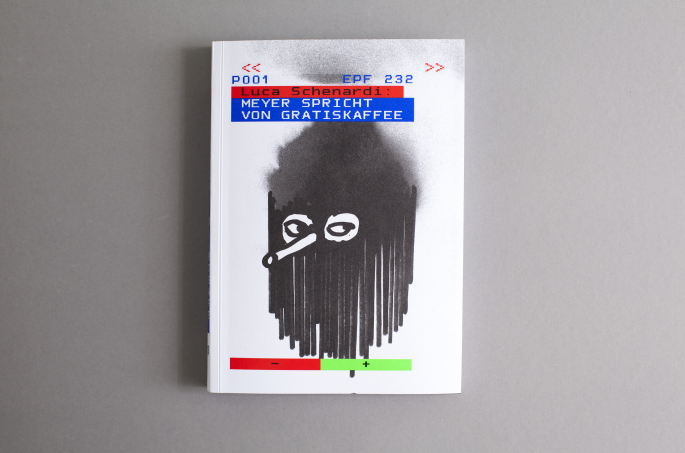 << >>
P001 EPF 232
Luca Schenardi:
MEYER SPRICHT
VON GRATISKAFFEE
- +